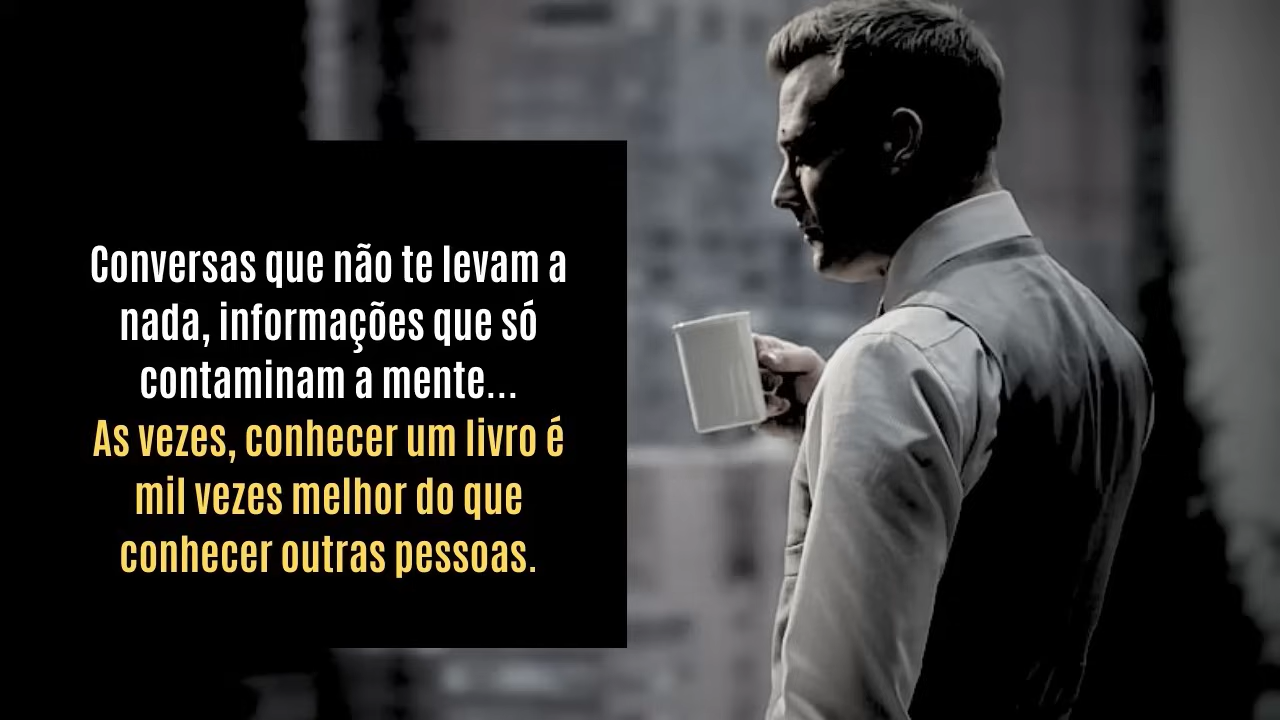 Conversas que não te levam a
nada, informações que só
contaminam a mente...
As vezes, conhecer um livro é
mil vezes melhor do que
conhecer outras pessoas.